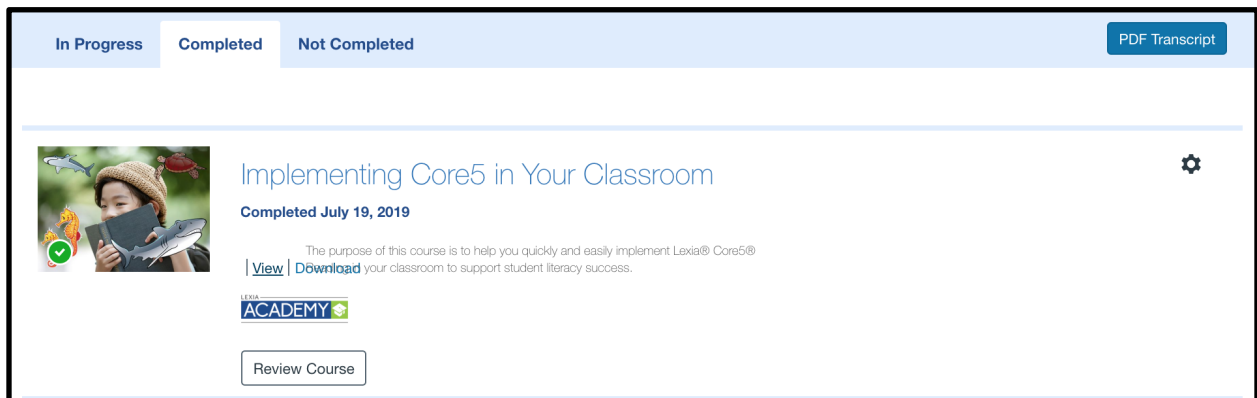 In Progress Completed Not Completed PDF Transcript
Implementing Core5 in Your Classroom
Completed July 19, 2019
The purpose of this course is to help you quickly and easily implement Lexia® Core5®
| View | Download your classroom to support student literacy success.
LEXIA
ACADEMY
Review Course